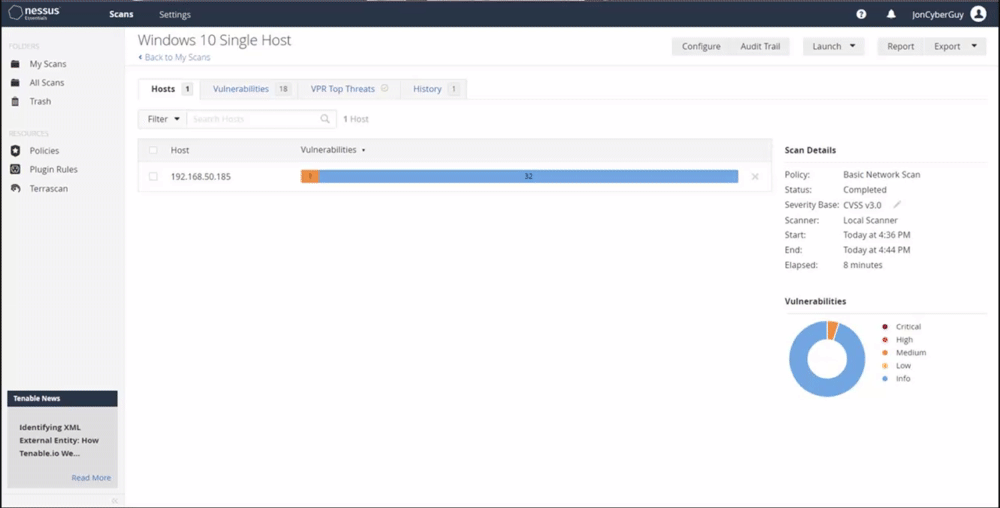 nessus
Essentials
Scans
Settings
JonCyberGuy
FOLDERS
My Scans
All Scans
Trash
RESOURCES
Policies
Plugin Rules
Terrascan
Tenable News
Identifying XML
External Entity: How
Tenable.io We...
Read More
Windows 10 Single Host
Back to My Scans
Configure Audit Trail Launch Report Export
Hosts 1 Vulnerabilities 18 VPR Top Threats History 1
Filter Search Hosts 1 Host
Host Vulnerabilities
192.168.50.185 32
Scan Details
Policy: Basic Network Scan
Status: Completed
Severity Base: CVSS v3.0
Scanner: Local Scanner
Start: Today at 4:36 PM
End: Today at 4:44 PM
Elapsed: 8 minutes
Vulnerabilities
Critical
High
Medium
Low
Info